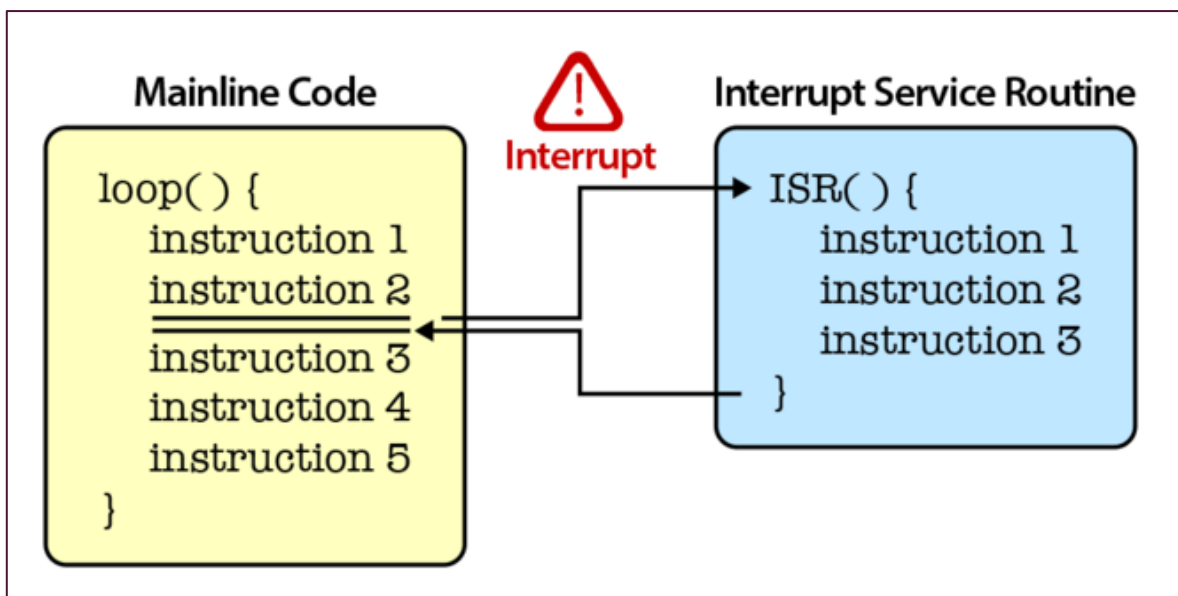 Mainline Code
loop( ) {
instruction 1
instruction 2
instruction 3
instruction 4
instruction 5
}
Interrupt
Interrupt Service Routine
ISR( ) {
instruction 1
instruction 2
instruction 3
}